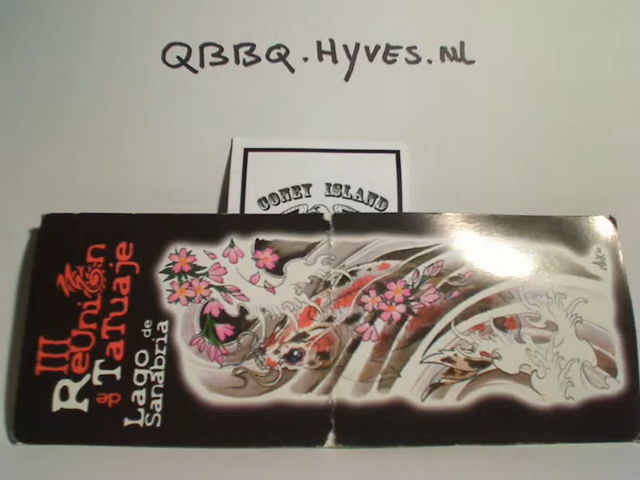 QBBQ.HYVES.NL
CONEY ISLAND
III
ReUniOn
de TaTUaje
Lago de
Sanabria